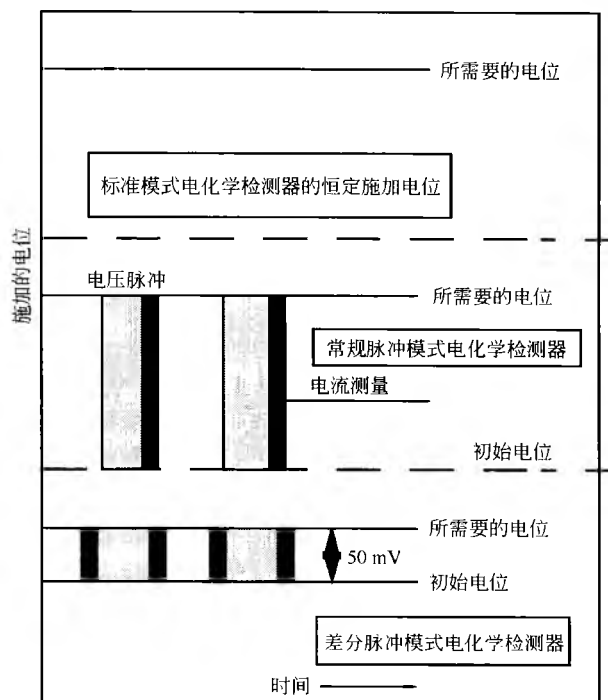 所需要的电位
标准模式电化学检测器的恒定施加电位
施加的电位
电压脉冲
所需要的电位
常规脉冲模式电化学检测器
电流测量
初始电位
所需要的电位
50 mV
初始电位
差分脉冲模式电化学检测器
时间